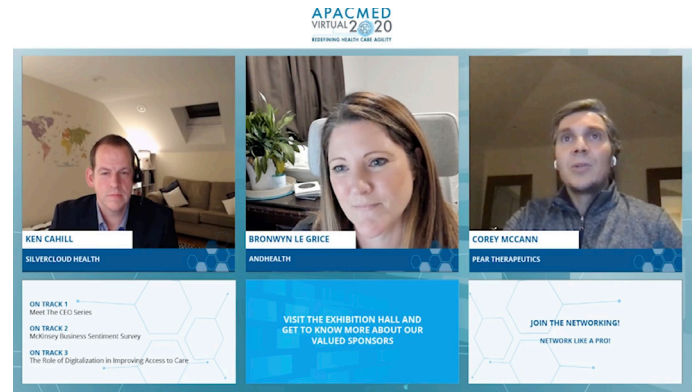 APACMED
VIRTUAL 2020
REDEFINING HEALTH CARE AGILITY
KEN CAHILL
SILVERCLOUD HEALTH
BRONWYN LE GRICE
ANDHEALTH
COREY MCCANN
PEAR THERAPEUTICS
ON TRACK 1
Meet The CEO Series
ON TRACK 2
McKinsey Business Sentiment Survey
ON TRACK 3
The Role of Digitalization in Improving Access to Care
VISIT THE EXHIBITION HALL AND
GET TO KNOW MORE ABOUT OUR
VALUED SPONSORS
JOIN THE NETWORKING!
NETWORK LIKE A PRO!